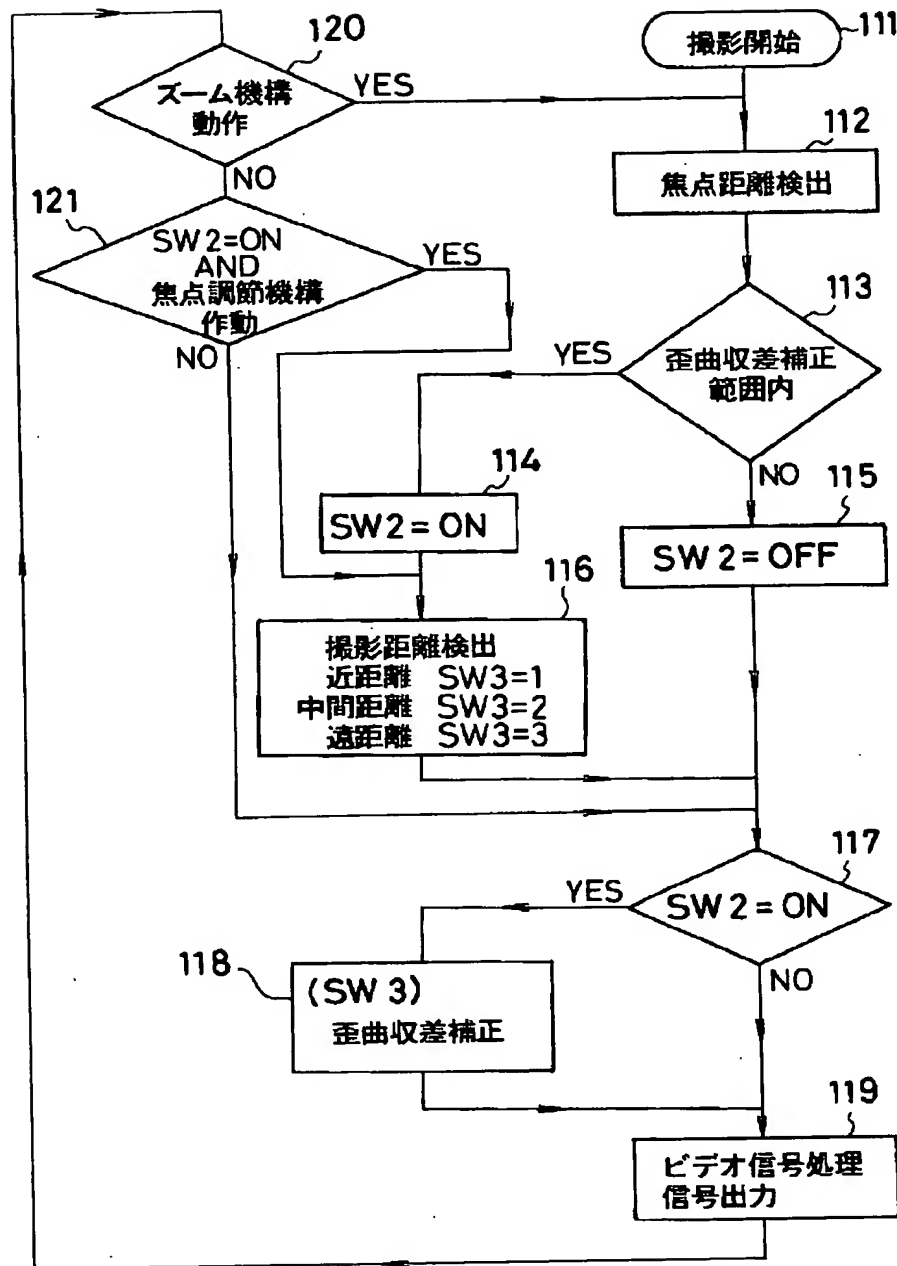 撮影開始
111
112
焦点距離検出
113
歪曲収差補正
範囲内
YES
NO
114
SW2=ON
115
SW2=OFF
116
撮影距離検出
近距離 SW3=1
中間距離 SW3=2
遠距離 SW3=3
117
SW2=ON
YES
NO
118
(SW3)
歪曲収差補正
119
ビデオ信号処理
信号出力
120
ズーム機構
動作
YES
NO
121
SW2=ON
AND
焦点調節機構
作動
YES
NO